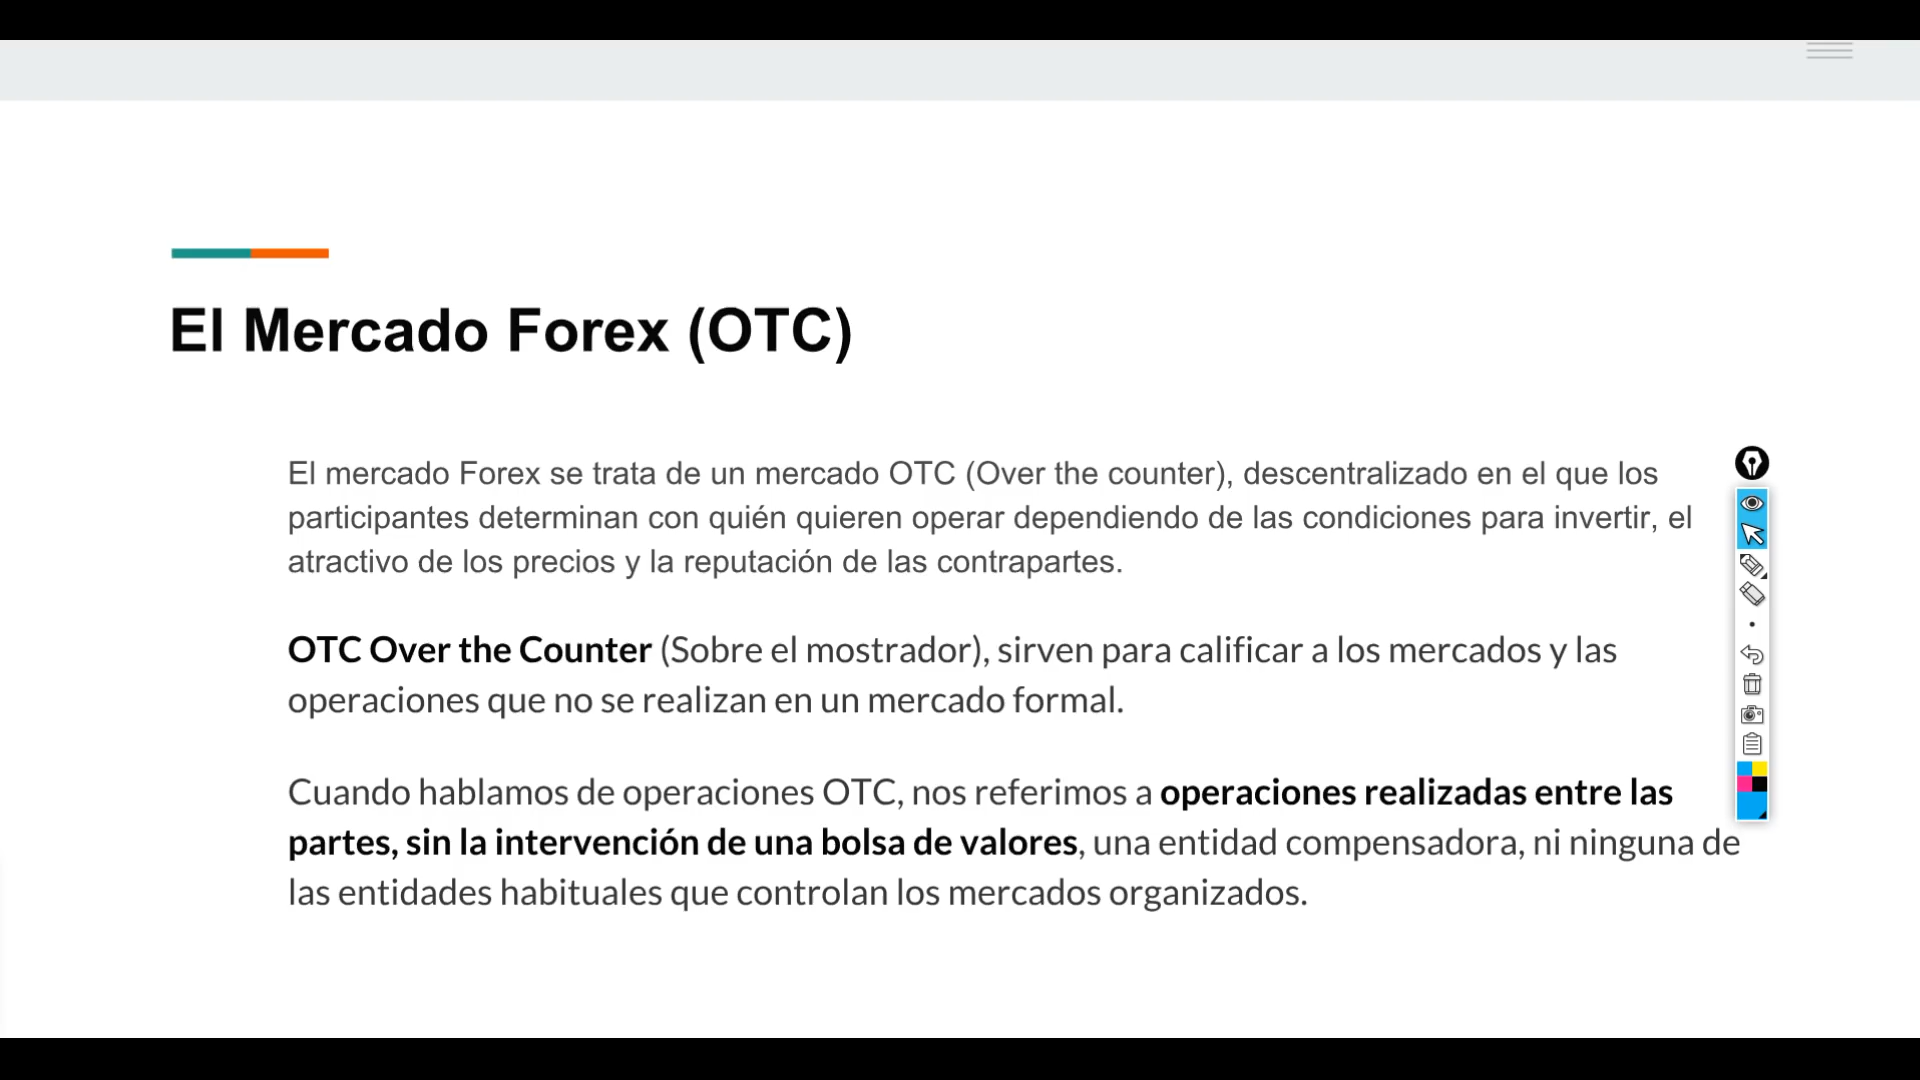 El Mercado Forex (OTC)
El mercado Forex se trata de un mercado OTC (Over the counter), descentralizado en el que los
participantes determinan con quién quieren operar dependiendo de las condiciones para invertir, el
atractivo de los precios y la reputación de las contrapartes.
OTC Over the Counter (Sobre el mostrador), sirven para calificar a los mercados y las
operaciones que no se realizan en un mercado formal.
Cuando hablamos de operaciones OTC, nos referimos a operaciones realizadas entre las
partes, sin la intervención de una bolsa de valores, una entidad compensadora, ni ninguna de
las entidades habituales que controlan los mercados organizados.